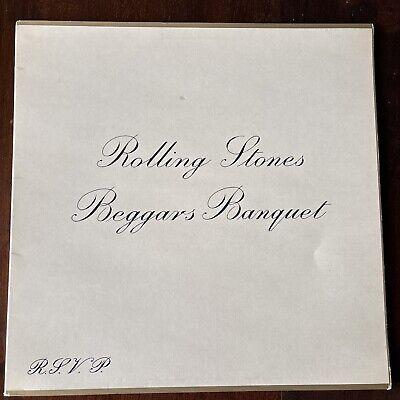 Rolling Stones
Beggars Banquet
R.S.V.P.